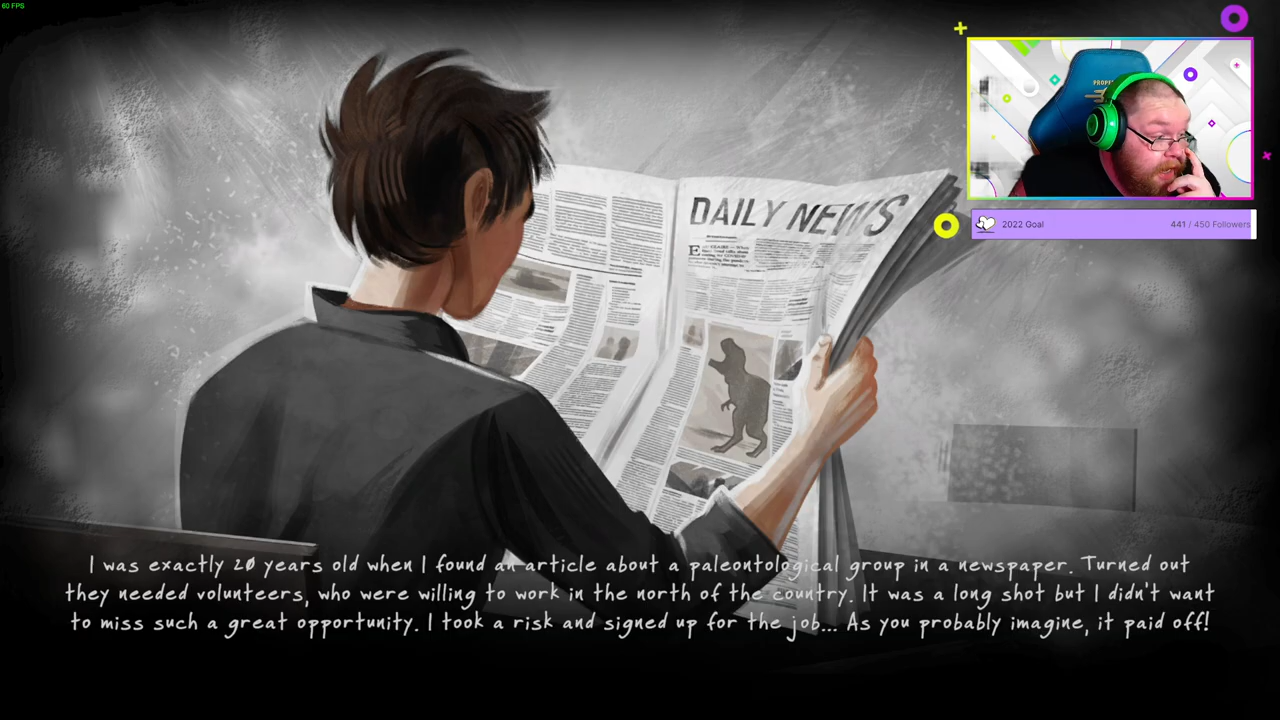 60 FPS
PROPE
2022 Goal
441 / 450 Followers
DAILY NEWS
I was exactly 20 years old when I found an article about a paleontological group in a newspaper. Turned out
they needed volunteers, who were willing to work in the north of the country. It was a long shot but I didn't want
to miss such a great opportunity. I took a risk and signed up for the job... As you probably imagine, it paid off!